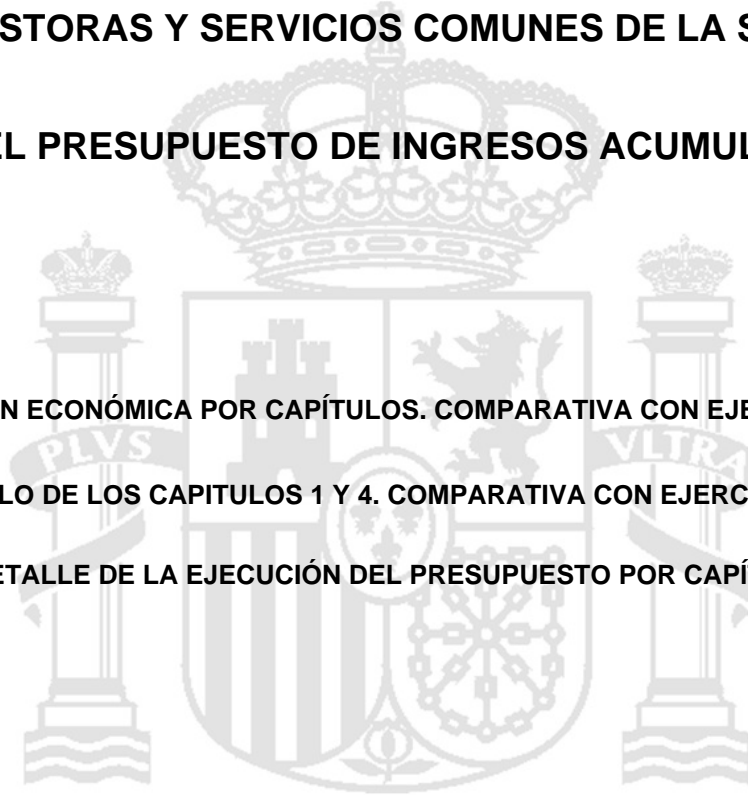 STORAS Y SERVICIOS COMUNES DE LA S
EL PRESUPUESTO DE INGRESOS ACUMUL
N ECONÓMICA POR CAPÍTULOS. COMPARATIVA CON EJE
PLVS
VLTRA
LO DE LOS CAPITULOS 1 Y 4. COMPARATIVA CON EJERC
ETALLE DE LA EJECUCIÓN DEL PRESUPUESTO POR CAPÍ